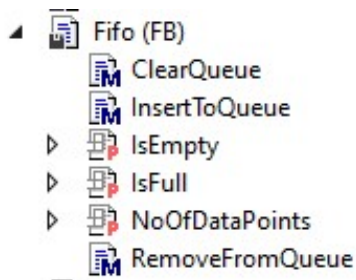 Fifo (FB)
ClearQueue
InsertToQueue
IsEmpty
IsFull
NoOfDataPoints
RemoveFromQueue